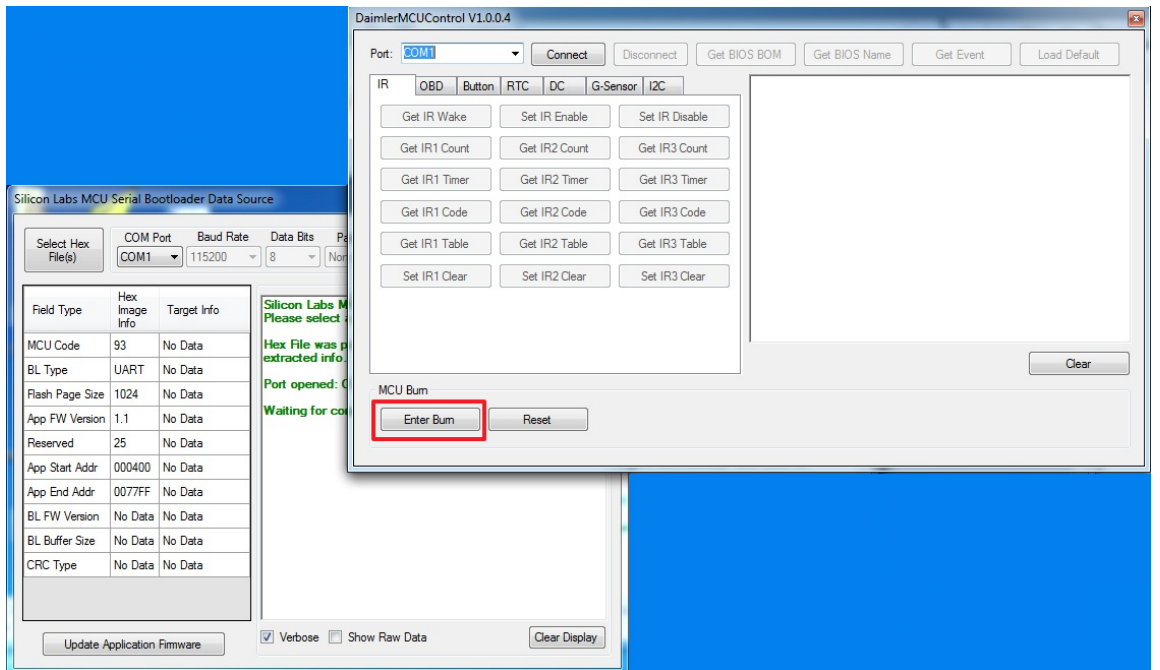 DaimlerMCUControl V1.0.0.4
Port: COM1 Connect Disconnect Get BIOS BOM Get BIOS Name Get Event Load Default
IR OBD Button RTC DC G-Sensor I2C
Get IR Wake Set IR Enable Set IR Disable
Get IR1 Count Get IR2 Count Get IR3 Count
Get IR1 Timer Get IR2 Timer Get IR3 Timer
Get IR1 Code Get IR2 Code Get IR3 Code
Get IR1 Table Get IR2 Table Get IR3 Table
Set IR1 Clear Set IR2 Clear Set IR3 Clear
Clear
MCU Burn
Enter Burn Reset
Silicon Labs MCU Serial Bootloader Data Source
Select Hex File(s)
COM Port Baud Rate Data Bits
COM1 115200 8
Field Type Hex Image Info Target Info
MCU Code 93 No Data
BL Type UART No Data
Flash Page Size 1024 No Data
App FW Version 1.1 No Data
Reserved 25 No Data
App Start Addr 000400 No Data
App End Addr 0077FF No Data
BL FW Version No Data No Data
BL Buffer Size No Data No Data
CRC Type No Data No Data
Silicon Labs
Please select
Hex File was
extracted info.
Port opened:
Waiting for
Update Application Firmware
Verbose Show Raw Data Clear Display